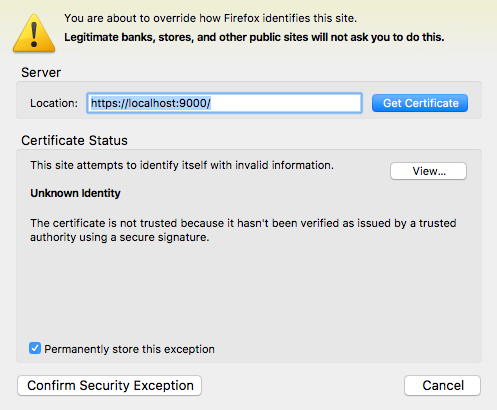 You are about to override how Firefox identifies this site.
Legitimate banks, stores, and other public sites will not ask you to do this.
Server
Location: https://localhost:9000/ Get Certificate
Certificate Status
This site attempts to identify itself with invalid information. View...
Unknown Identity
The certificate is not trusted because it hasn't been verified as issued by a trusted
authority using a secure signature.
Permanently store this exception
Confirm Security Exception Cancel